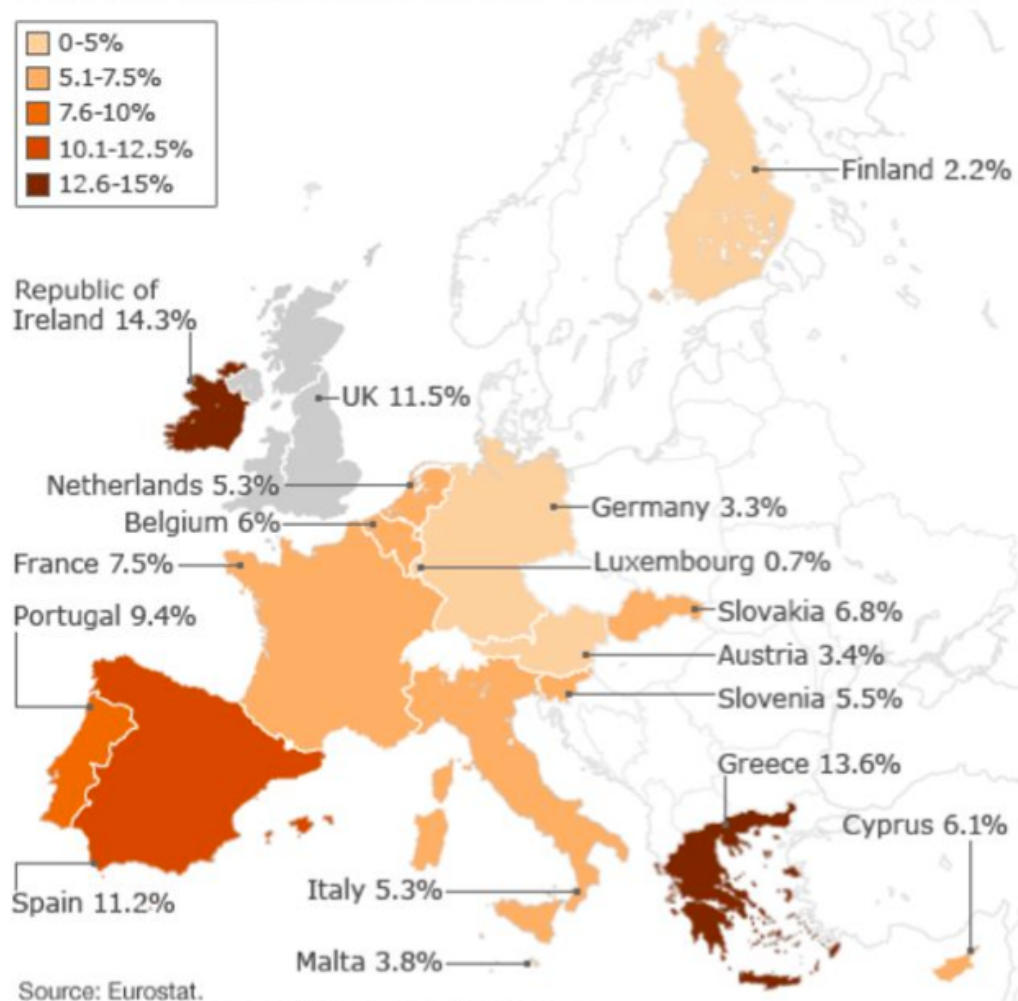 0-5%
5.1-7.5%
7.6-10%
10.1-12.5%
12.6-15%
Finland 2.2%
Republic of
Ireland 14.3%
UK 11.5%
Netherlands 5.3%
Germany 3.3%
Belgium 6%
Luxembourg 0.7%
France 7.5%
Portugal 9.4%
Slovakia 6.8%
Austria 3.4%
Slovenia 5.5%
Greece 13.6%
Cyprus 6.1%
Italy 5.3%
Spain 11.2%
Malta 3.8%
Source: Eurostat.